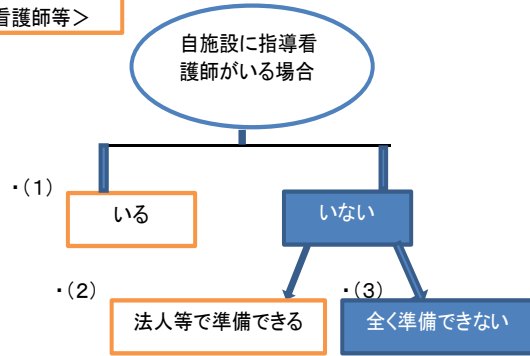 看護師等＞
自施設に指導看
護師がいる場合
・(1)
いる
いない
・(2)
・(3)
法人等で準備できる
全く準備できない